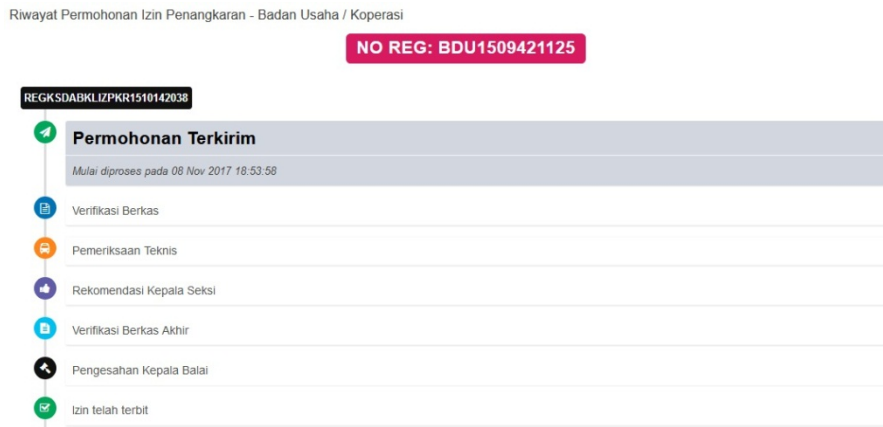 Riwayat Permohonan Izin Penangkaran - Badan Usaha / Koperasi
NO REG: BDU1509421125
REGKSDABKLIZPKR1510142038
Permohonan Terkirim
Mulai diproses pada 08 Nov 2017 18:53:58
Verifikasi Berkas
Pemeriksaan Teknis
Rekomendasi Kepala Seksi
Verifikasi Berkas Akhir
Pengesahan Kepala Balai
Izin telah terbit